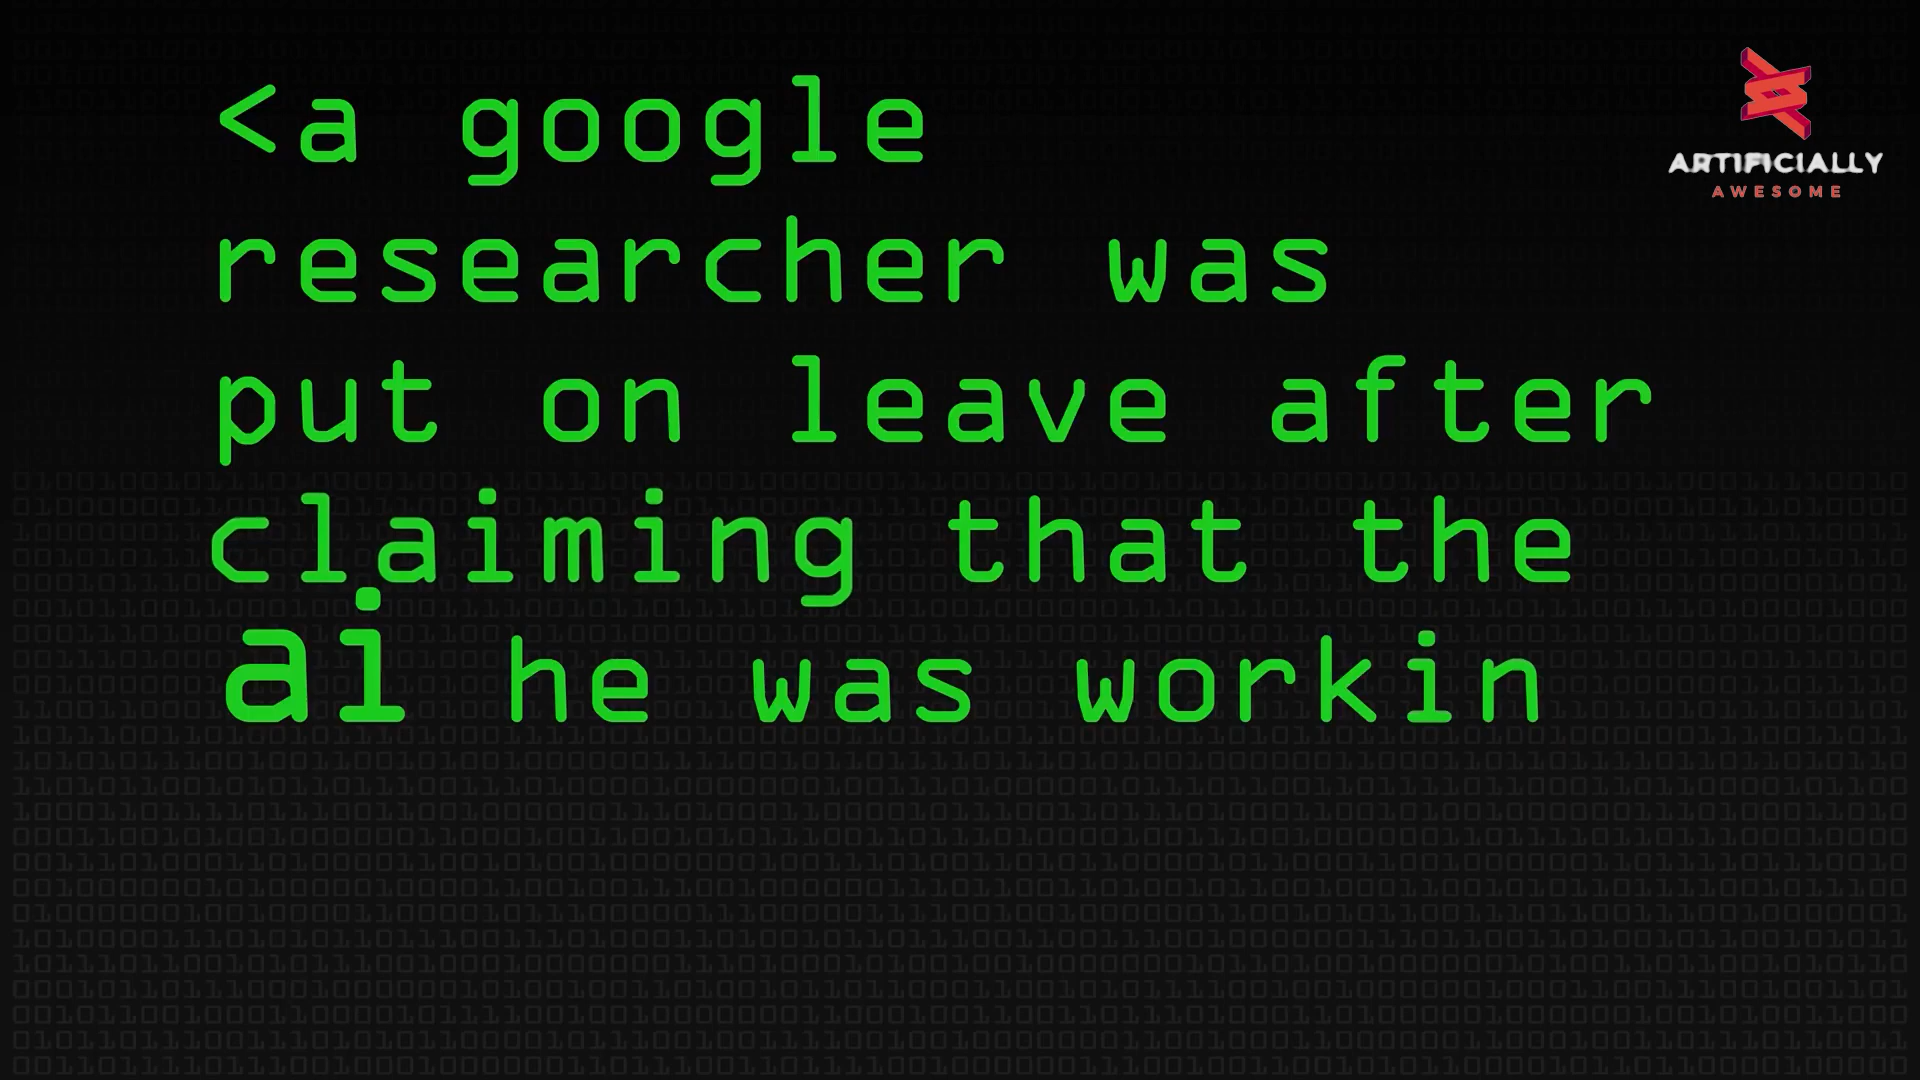 <a google
researcher was
put on leave after
claiming that the
ai he was workin
ARTIFICIALLY
AWESOME